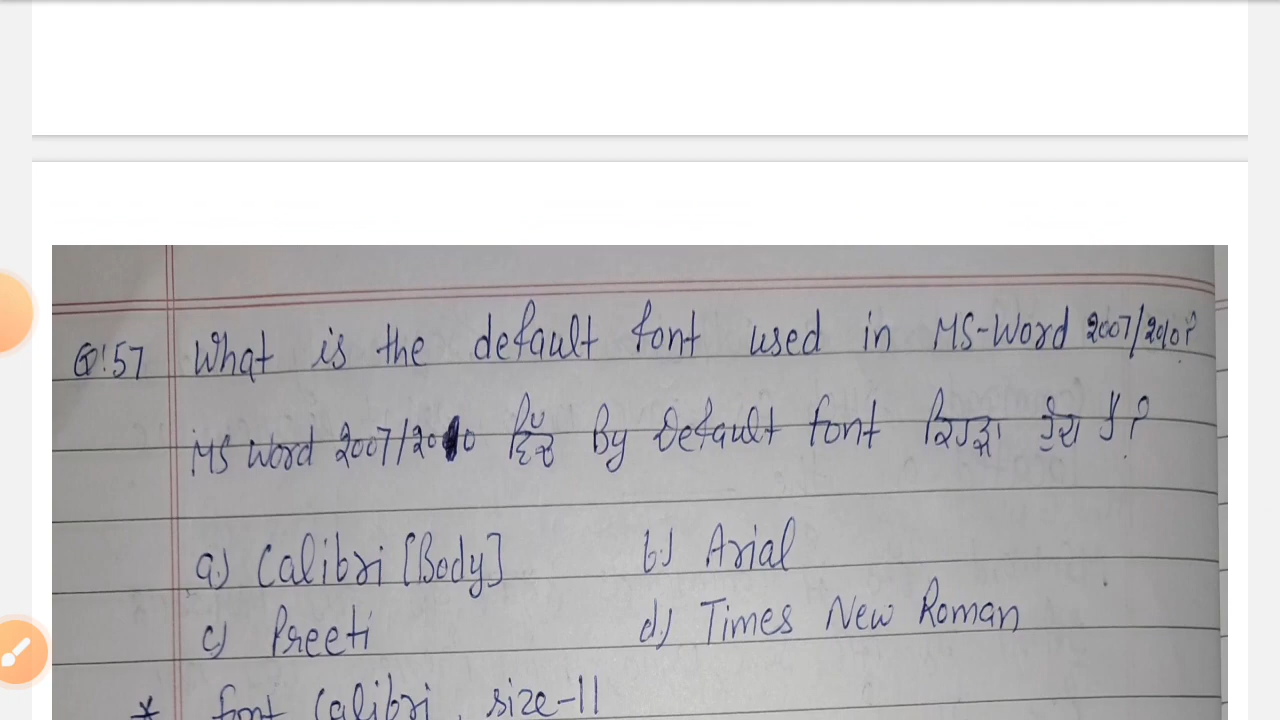 Q:57 What is the default font used in MS-Word 2007/2010?
MS Word 2007/2010 ਵਿੱਚ By Default font ਕਿਹੜਾ ਹੁੰਦਾ ਹੈ?
a.) Calibri [Body] b.) Arial
c) Preeti d.) Times New Roman
* font Calibri, size-11